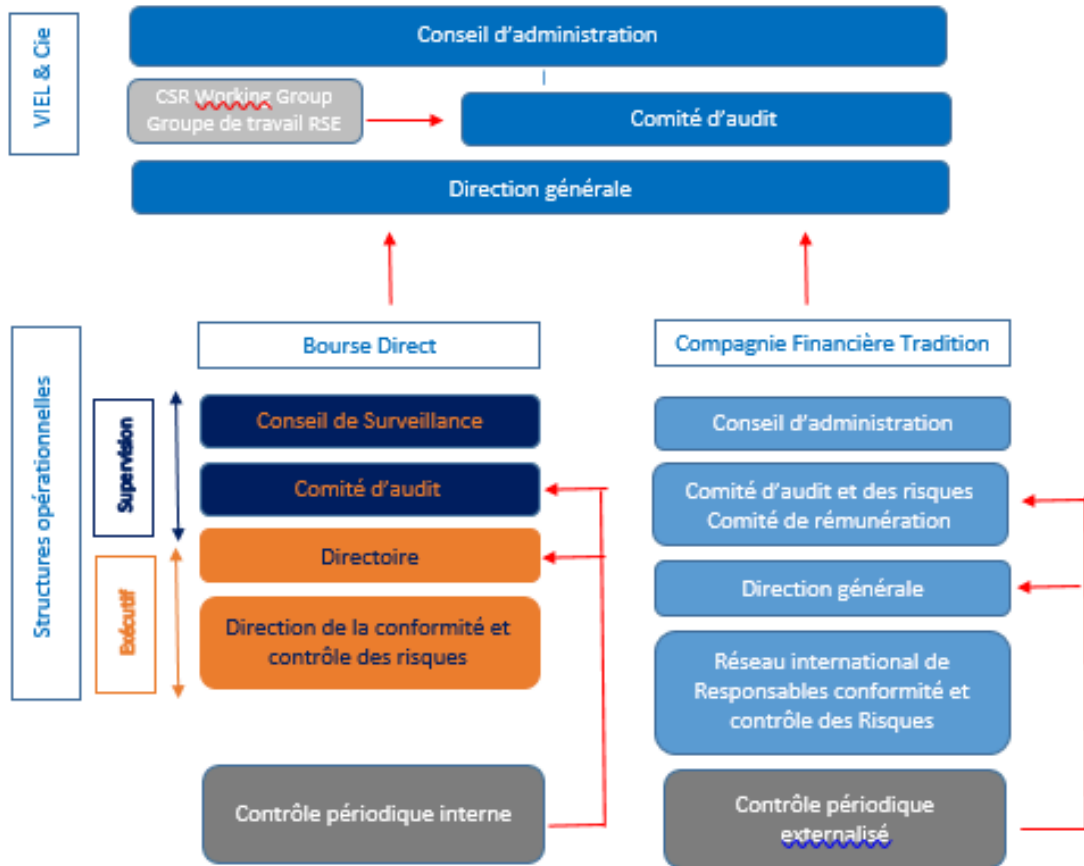 VIEL & Cie
Conseil d'administration
CSR Working Group
Groupe de travail RSE
Comité d'audit
Direction générale
Structures opérationnelles
Supervision
Exécutif
Bourse Direct
Conseil de Surveillance
Comité d'audit
Directoire
Direction de la conformité et
contrôle des risques
Contrôle périodique interne
Compagnie Financière Tradition
Conseil d'administration
Comité d'audit et des risques
Comité de rémunération
Direction générale
Réseau international de
Responsables conformité et
contrôle des Risques
Contrôle périodique
externalisé